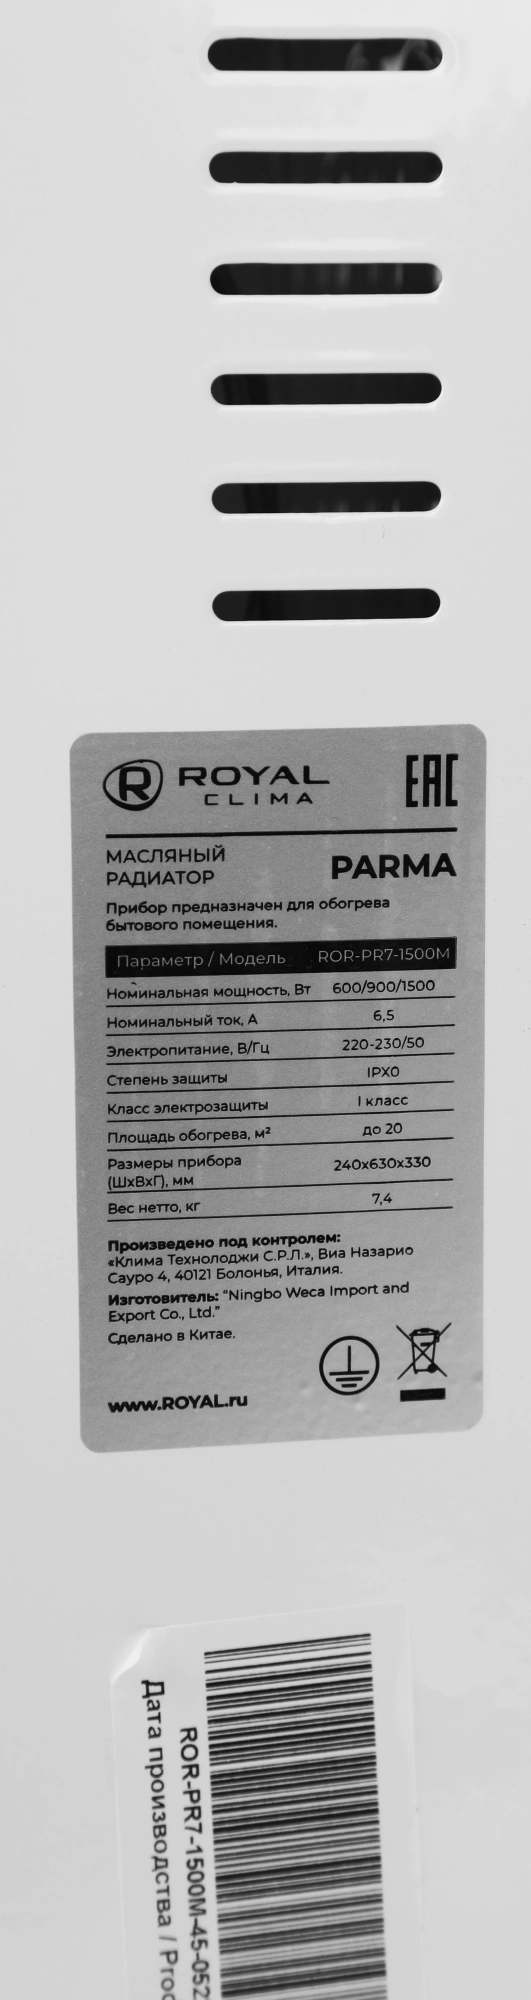 ROYAL
CLIMA
EAC
МАСЛЯНЫЙ
РАДИАТОР
PARMA
Прибор предназначен для обогрева
бытового помещения.
Параметр / Модель ROR-PR7-1500M
Номинальная мощность, Вт 600/900/1500
Номинальный ток, А 6,5
Электропитание, В/Гц 220-230/50
Степень защиты IPX0
Класс электрозащиты I класс
Площадь обогрева, м² до 20
Размеры прибора
(ШxВxГ), мм 240x630x330
Вес нетто, кг 7,4
Произведено под контролем:
«Клима Технолоджи С.Р.Л.», Виа Назарио
Сауро 4, 40121 Болонья, Италия.
Изготовитель: "Ningbo Weca Import and
Export Co., Ltd."
Сделано в Китае.
www.ROYAL.ru
ROR-PR7-1500M-45-052
Дата производства /